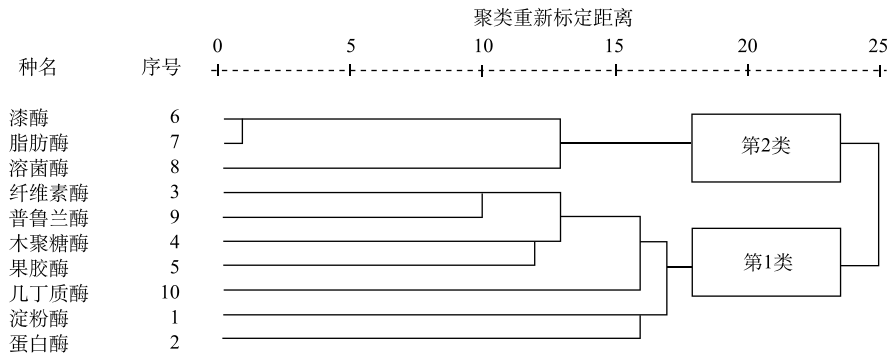 聚类重新标定距离
0 5 10 15 20 25
种名 序号
漆酶 6
脂肪酶 7
溶菌酶 8
纤维素酶 3
普鲁兰酶 9
木聚糖酶 4
果胶酶 5
几丁质酶 10
淀粉酶 1
蛋白酶 2
第2类
第1类